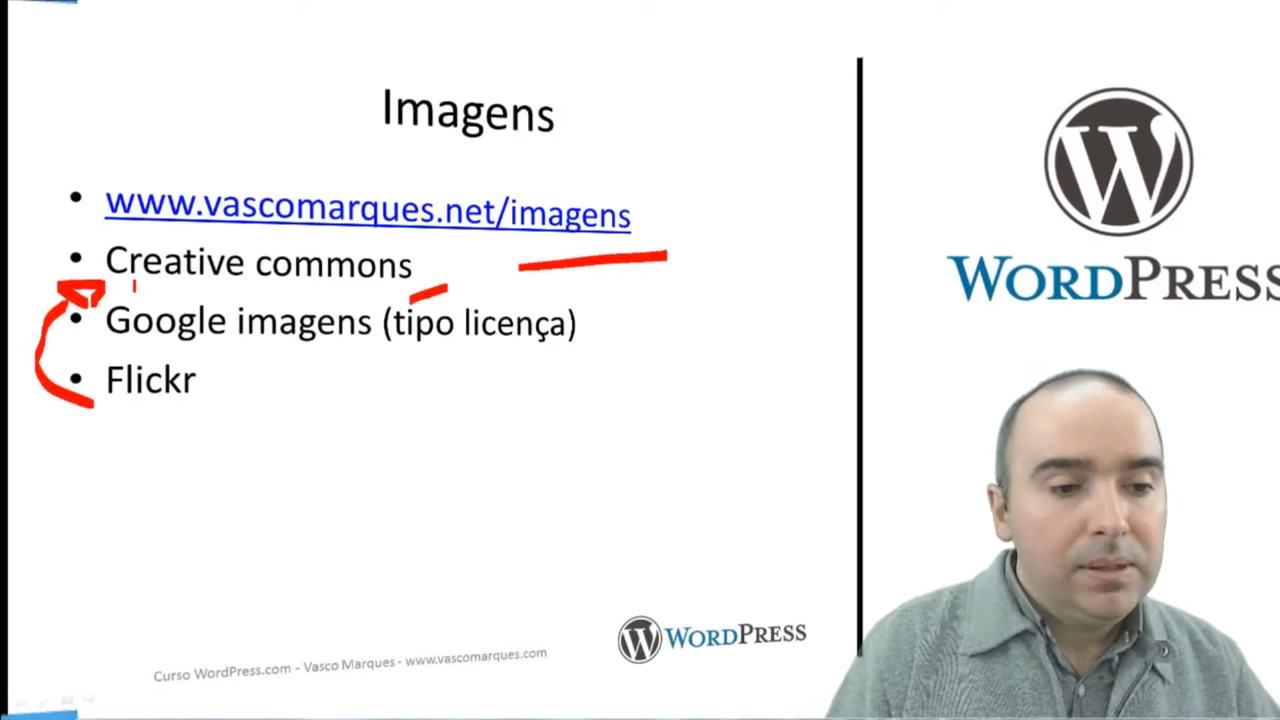 Imagens
www.vascomarques.net/imagens
Creative commons
Google imagens (tipo licença)
Flickr
WORDPRESS
WORDPRESS
Curso WordPress.com - Vasco Marques - www.vascomarques.com